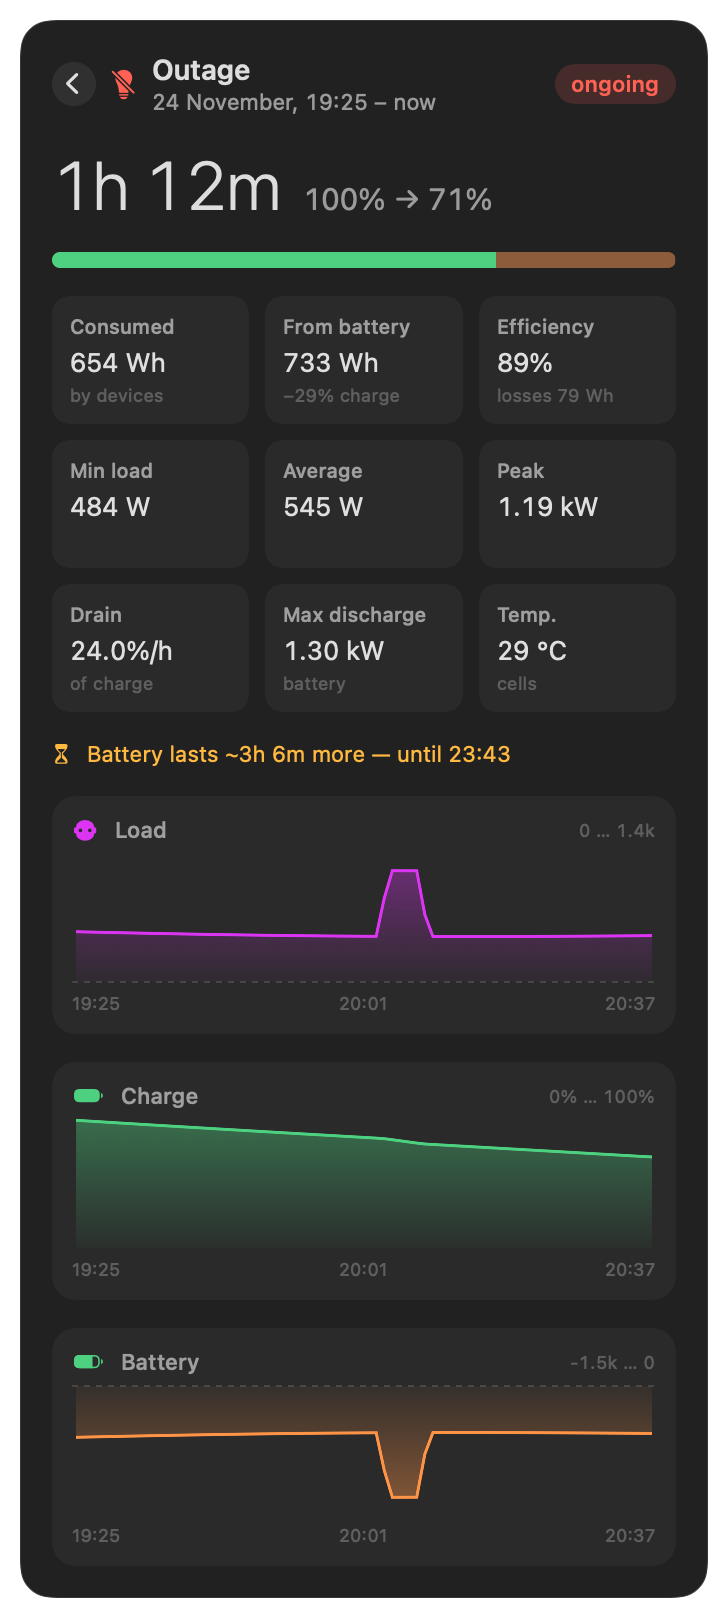 Outage
24 November, 19:25 – now
ongoing
1h 12m 100% → 71%
Consumed
654 Wh
by devices
From battery
733 Wh
−29% charge
Efficiency
89%
losses 79 Wh
Min load
484 W
Average
545 W
Peak
1.19 kW
Drain
24.0%/h
of charge
Max discharge
1.30 kW
battery
Temp.
29 °C
cells
Battery lasts ~3h 6m more — until 23:43
Load
0 … 1.4k
19:25 20:01 20:37
Charge
0% … 100%
19:25 20:01 20:37
Battery
-1.5k … 0
19:25 20:01 20:37